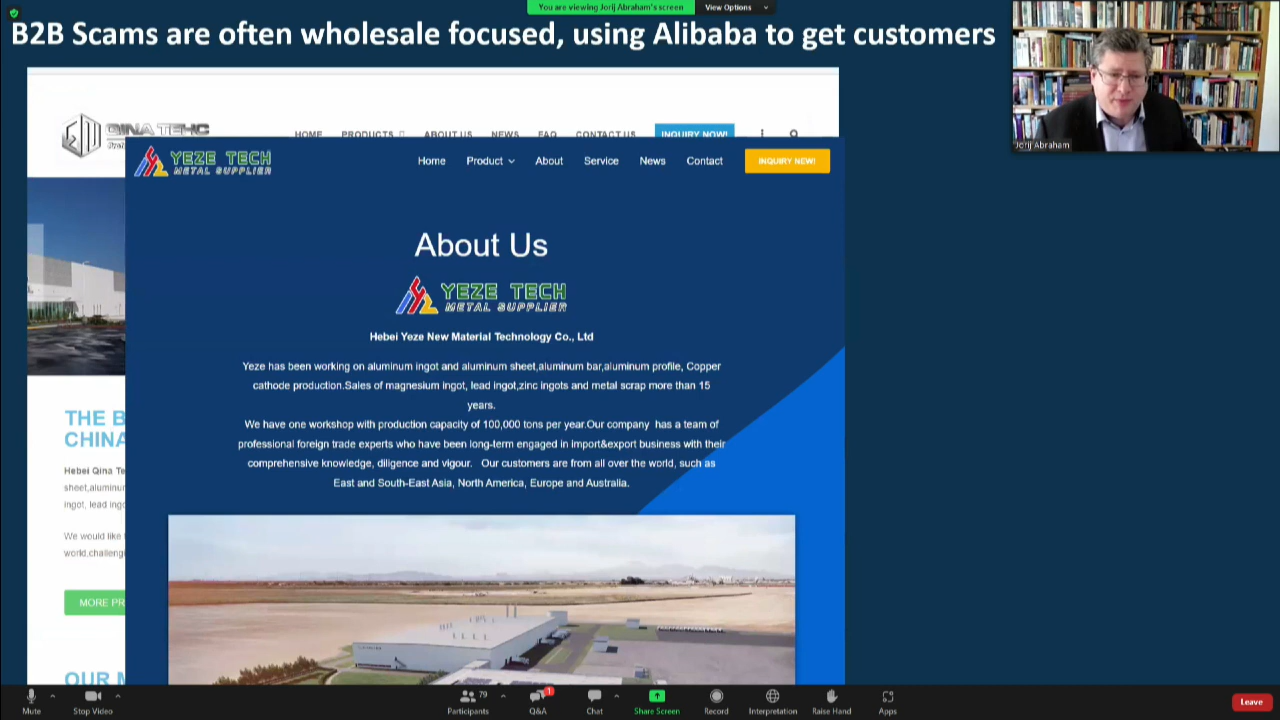 You are viewing Jorij Abraham's screen
View Options
B2B Scams are often wholesale focused, using Alibaba to get customers
Jorij Abraham
QINA TEHC
HOME PRODUCTS ABOUT US NEWS FAQ CONTACT US INQUIRY NOW!
YEZE TECH
METAL SUPPLIER
Home Product About Service News Contact INQUIRY NEW!
About Us
YEZE TECH
METAL SUPPLIER
Hebei Yeze New Material Technology Co., Ltd
Yeze has been working on aluminum ingot and aluminum sheet,aluminum bar,aluminum profile, Copper
cathode production.Sales of magnesium ingot, lead ingot,zinc ingots and metal scrap more than 15
years.
We have one workshop with production capacity of 100,000 tons per year.Our company has a team of
professional foreign trade experts who have been long-term engaged in import&export business with their
comprehensive knowledge, diligence and vigour. Our customers are from all over the world, such as
East and South-East Asia, North America, Europe and Australia.
THE B
CHINA
Hebei Qina Te
sheet,aluminur
ingot, lead ingo
We would like
world,challengi
MORE PR
OUR M
Mute
Stop Video
79
Participants
1
Q&A
Chat
Share Screen
Record
Interpretation
Raise Hand
Apps
Leave